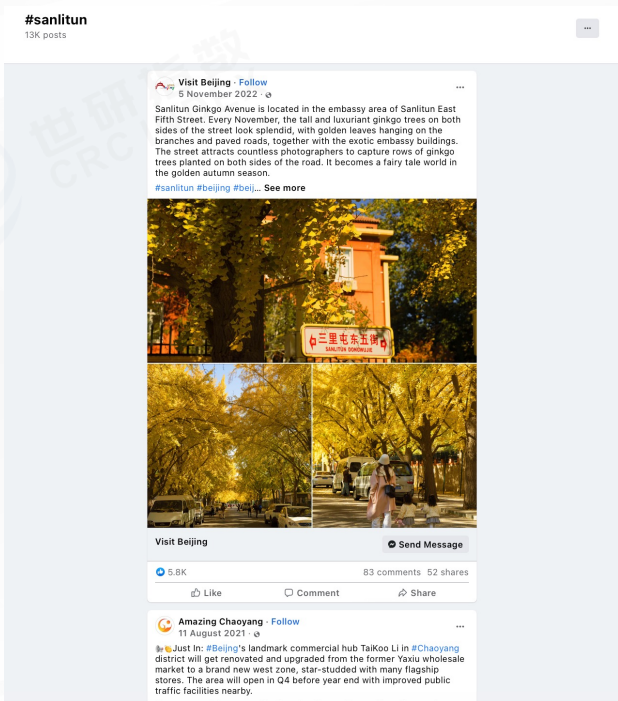 #sanlitun
13K posts
Visit Beijing · Follow
5 November 2022 ·
Sanlitun Ginkgo Avenue is located in the embassy area of Sanlitun East
Fifth Street. Every November, the tall and luxuriant ginkgo trees on both
sides of the street look splendid, with golden leaves hanging on the
branches and paved roads, together with the exotic embassy buildings.
The street attracts countless photographers to capture rows of ginkgo
trees planted on both sides of the road. It becomes a fairy tale world in
the golden autumn season.
#sanlitun #beijing #beij... See more
三里屯东五街
SANLITUN DONGWUJIE
Visit Beijing
Send Message
5.8K
83 comments 52 shares
Like
Comment
Share
Amazing Chaoyang · Follow
11 August 2021 ·
Just In: #Beijng's landmark commercial hub TaiKoo Li in #Chaoyang
district will get renovated and upgraded from the former Yaxiu wholesale
market to a brand new west zone, star-studded with many flagship
stores. The area will open in Q4 before year end with improved public
traffic facilities nearby.